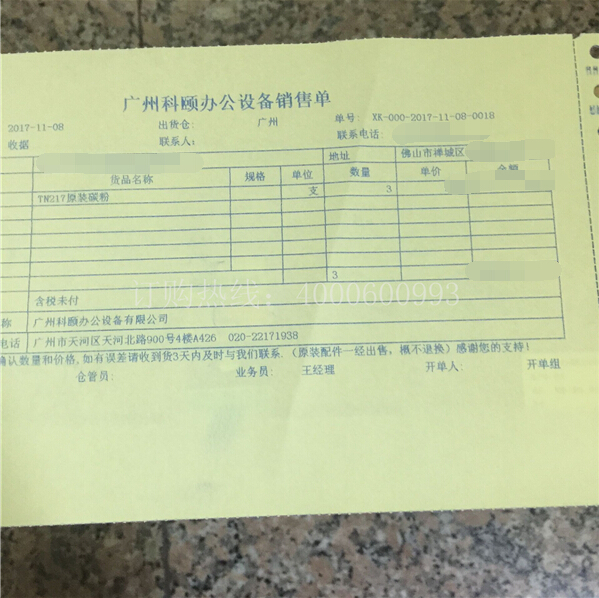 广州科颐办公设备销售单
2017-11-08 出货仓: 广州 单号: XK-000-2017-11-08-0018
收据 联系人: 联系电话:
地址 佛山市禅城区
货品名称 规格 单位 数量 单价 金额
TN217原装碳粉 支 3
3
订购热线：4000600993
含税未付
称 广州科颐办公设备有限公司
电话 广州市天河区天河北路900号4楼A426 020-22171938
确认数量和价格,如有误差请收到货3天内及时与我们联系. (原装配件一经出售，概不退换) 感谢您的支持!
仓管员: 业务员: 王经理 开单人: 开单组